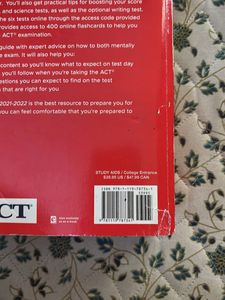 r. You'll also get practical tips for boosting your score
, and science tests, as well as the optional writing test.
the six tests online through the access code provided
provides access to 400 online flashcards to help you
ACT® examination.
guide with expert advice on how to both mentally
e exam. It will also help you:
content so you'll know what to expect on test day
you'll follow when you're taking the ACT®
estions you can expect to find on the test
that are right for you
2021-2022 is the best resource to prepare you for
ou can feel comfortable that you're prepared to
CT®
STUDY AIDS / College Entrance
$39.95 US / $47.95 CAN